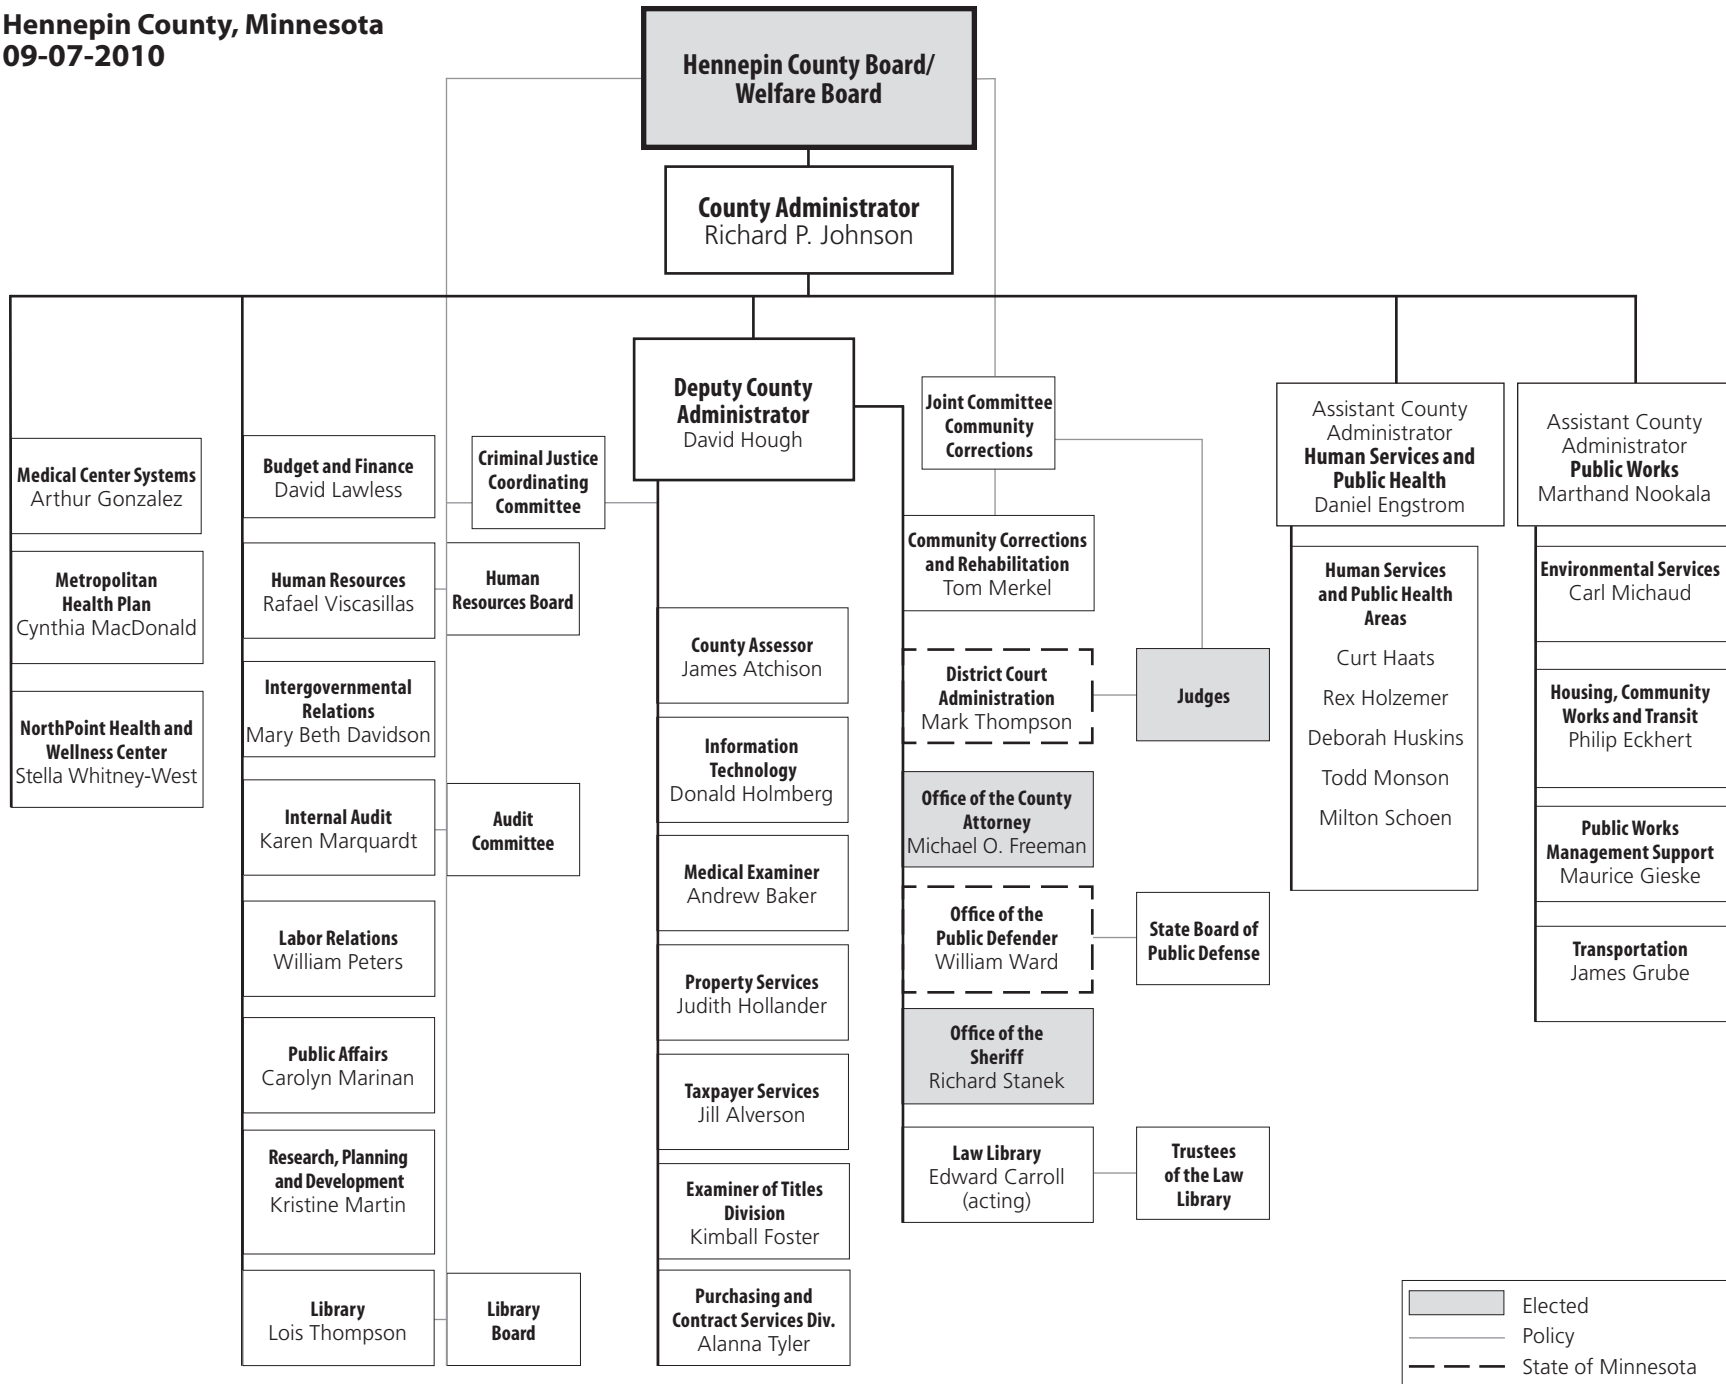 Hennepin County, Minnesota
09-07-2010
Hennepin County Board/
Welfare Board
County Administrator
Richard P. Johnson
Medical Center Systems
Arthur Gonzalez
Metropolitan
Health Plan
Cynthia MacDonald
NorthPoint Health and
Wellness Center
Stella Whitney-West
Budget and Finance
David Lawless
Human Resources
Rafael Viscasillas
Intergovernmental
Relations
Mary Beth Davidson
Internal Audit
Karen Marquardt
Labor Relations
William Peters
Public Affairs
Carolyn Marinan
Research, Planning
and Development
Kristine Martin
Library
Lois Thompson
Criminal Justice
Coordinating
Committee
Human
Resources Board
Audit
Committee
Library
Board
Deputy County
Administrator
David Hough
County Assessor
James Atchison
Information
Technology
Donald Holmberg
Medical Examiner
Andrew Baker
Property Services
Judith Hollander
Taxpayer Services
Jill Alverson
Examiner of Titles
Division
Kimball Foster
Purchasing and
Contract Services Div.
Alanna Tyler
Joint Committee
Community
Corrections
Community Corrections
and Rehabilitation
Tom Merkel
District Court
Administration
Mark Thompson
Judges
Office of the County
Attorney
Michael O. Freeman
Office of the
Public Defender
William Ward
State Board of
Public Defense
Office of the
Sheriff
Richard Stanek
Law Library
Edward Carroll
(acting)
Trustees
of the Law
Library
Assistant County
Administrator
Human Services and
Public Health
Daniel Engstrom
Human Services
and Public Health
Areas
Curt Haats
Rex Holzemer
Deborah Huskins
Todd Monson
Milton Schoen
Assistant County
Administrator
Public Works
Marthand Nookala
Environmental Services
Carl Michaud
Housing, Community
Works and Transit
Philip Eckhert
Public Works
Management Support
Maurice Gieske
Transportation
James Grube
Elected
Policy
State of Minnesota